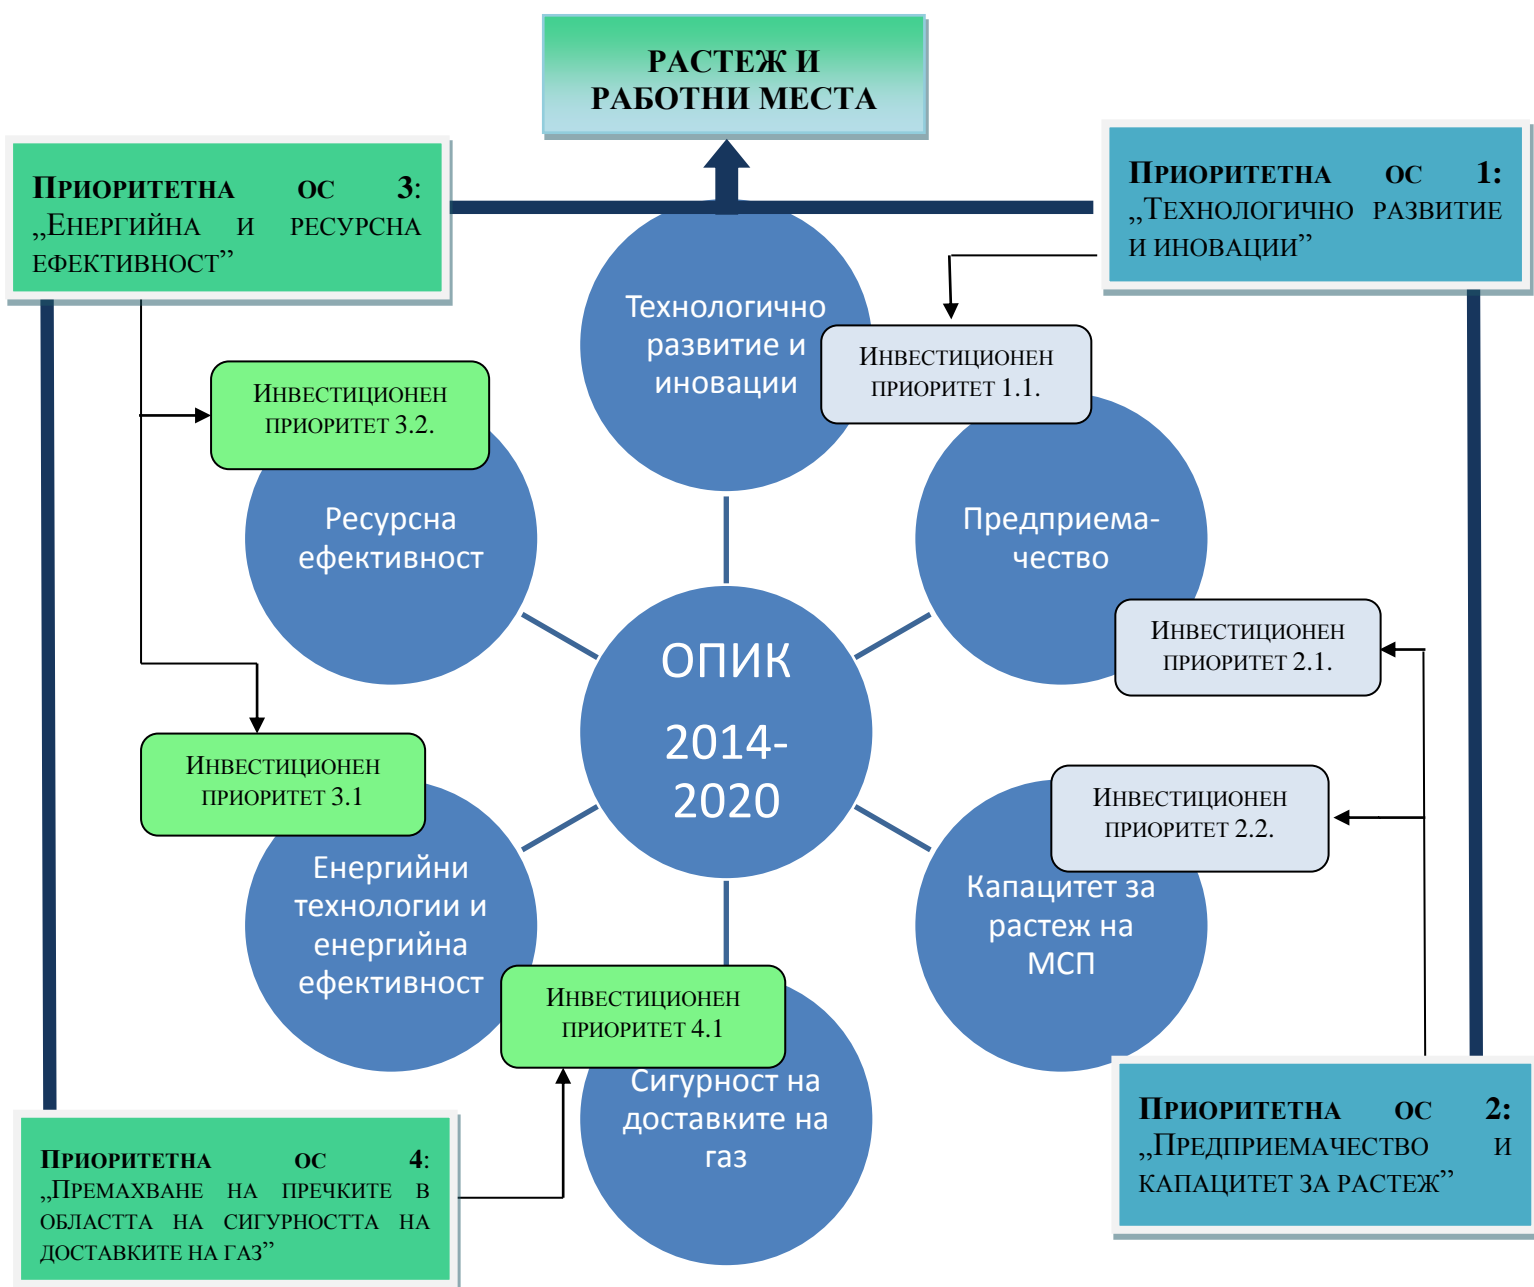 РАСТЕЖ И
РАБОТНИ МЕСТА
ПРИОРИТЕТНА ОС 3:
„ЕНЕРГИЙНА И РЕСУРСНА
ЕФЕКТИВНОСТ”
ПРИОРИТЕТНА ОС 1:
„ТЕХНОЛОГИЧНО РАЗВИТИЕ
И ИНОВАЦИИ”
Технологично
развитие и
иновации
ИНВЕСТИЦИОНЕН
ПРИОРИТЕТ 1.1.
ИНВЕСТИЦИОНЕН
ПРИОРИТЕТ 3.2.
Ресурсна
ефективност
Предприема-
чество
ИНВЕСТИЦИОНЕН
ПРИОРИТЕТ 2.1.
ОПИК
2014-
2020
ИНВЕСТИЦИОНЕН
ПРИОРИТЕТ 3.1
ИНВЕСТИЦИОНЕН
ПРИОРИТЕТ 2.2.
Енергийни
технологии и
енергийна
ефективност
Капацитет за
растеж на
МСП
ИНВЕСТИЦИОНЕН
ПРИОРИТЕТ 4.1
Сигурност на
доставките на
газ
ПРИОРИТЕТНА ОС 4:
„ПРЕМАХВАНЕ НА ПРЕЧКИТЕ В
ОБЛАСТТА НА СИГУРНОСТТА НА
ДОСТАВКИТЕ НА ГАЗ”
ПРИОРИТЕТНА ОС 2:
„ПРЕДПРИЕМАЧЕСТВО И
КАПАЦИТЕТ ЗА РАСТЕЖ”